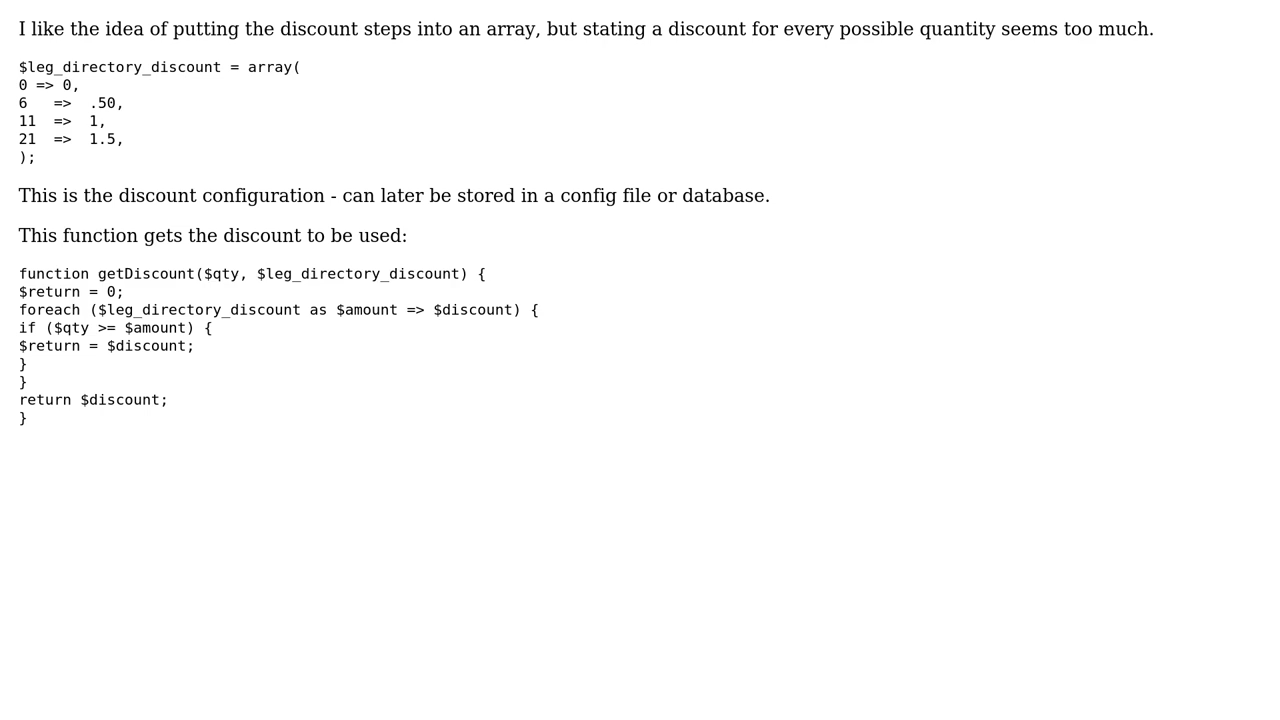 I like the idea of putting the discount steps into an array, but stating a discount for every possible quantity seems too much.
$leg_directory_discount = array(
0 => 0,
6   =>  .50,
11  =>  1,
21  =>  1.5,
);
This is the discount configuration - can later be stored in a config file or database.
This function gets the discount to be used:
function getDiscount($qty, $leg_directory_discount) {
$return = 0;
foreach ($leg_directory_discount as $amount => $discount) {
if ($qty >= $amount) {
$return = $discount;
}
}
return $discount;
}